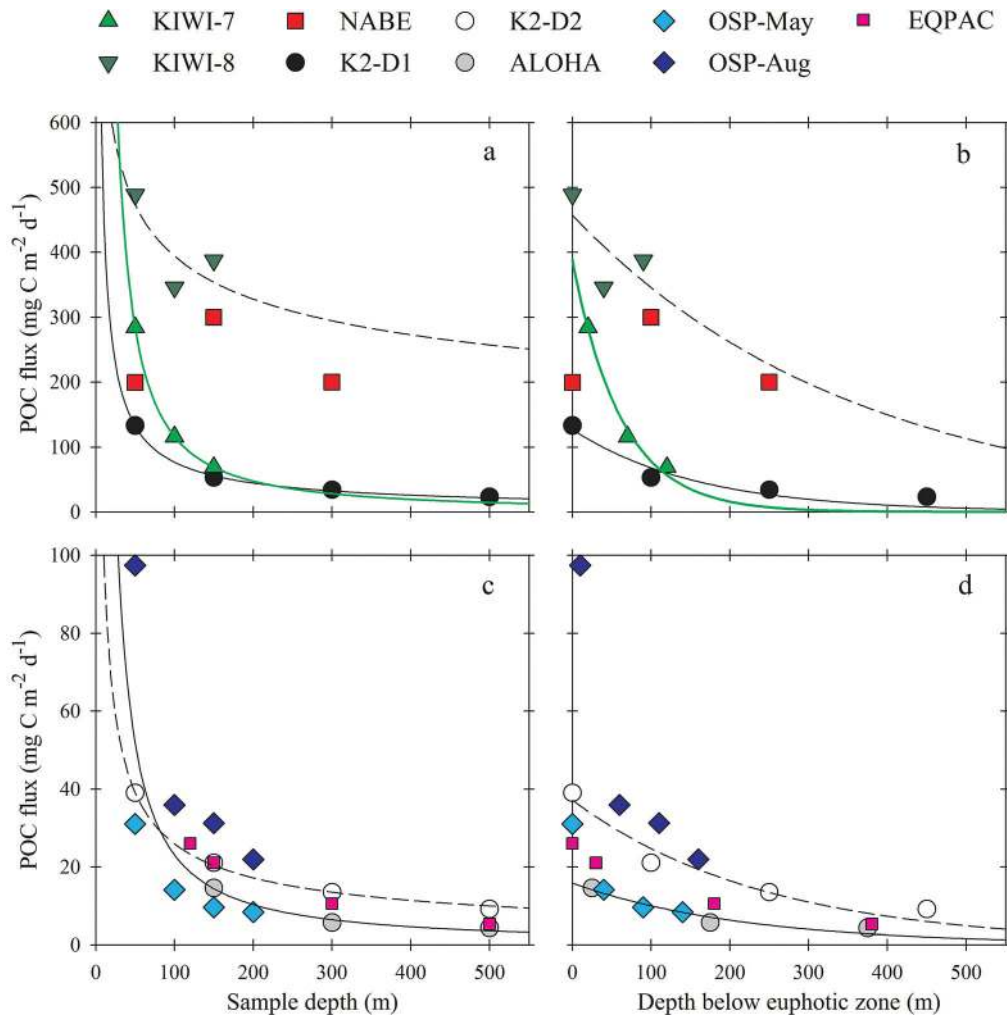 KIWI-7 NABE K2-D2 OSP-May EQPAC
KIWI-8 K2-D1 ALOHA OSP-Aug
600
500
400
300
200
100
0
POC flux (mg C m⁻² d⁻¹)
a
b
100
80
60
40
20
0
POC flux (mg C m⁻² d⁻¹)
c
d
0 100 200 300 400 500
Sample depth (m)
0 100 200 300 400 500
Depth below euphotic zone (m)